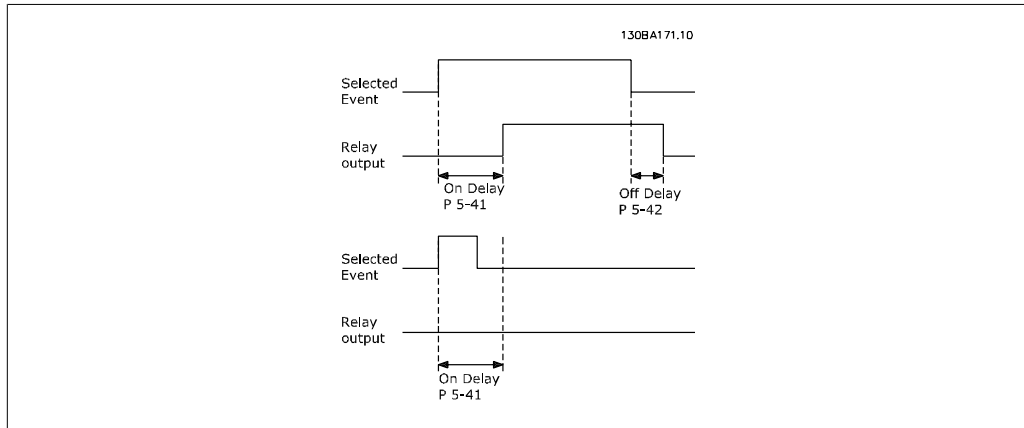 130BA171.10
Selected
Event
Relay
output
On Delay
P 5-41
Off Delay
P 5-42
Selected
Event
Relay
output
On Delay
P 5-41